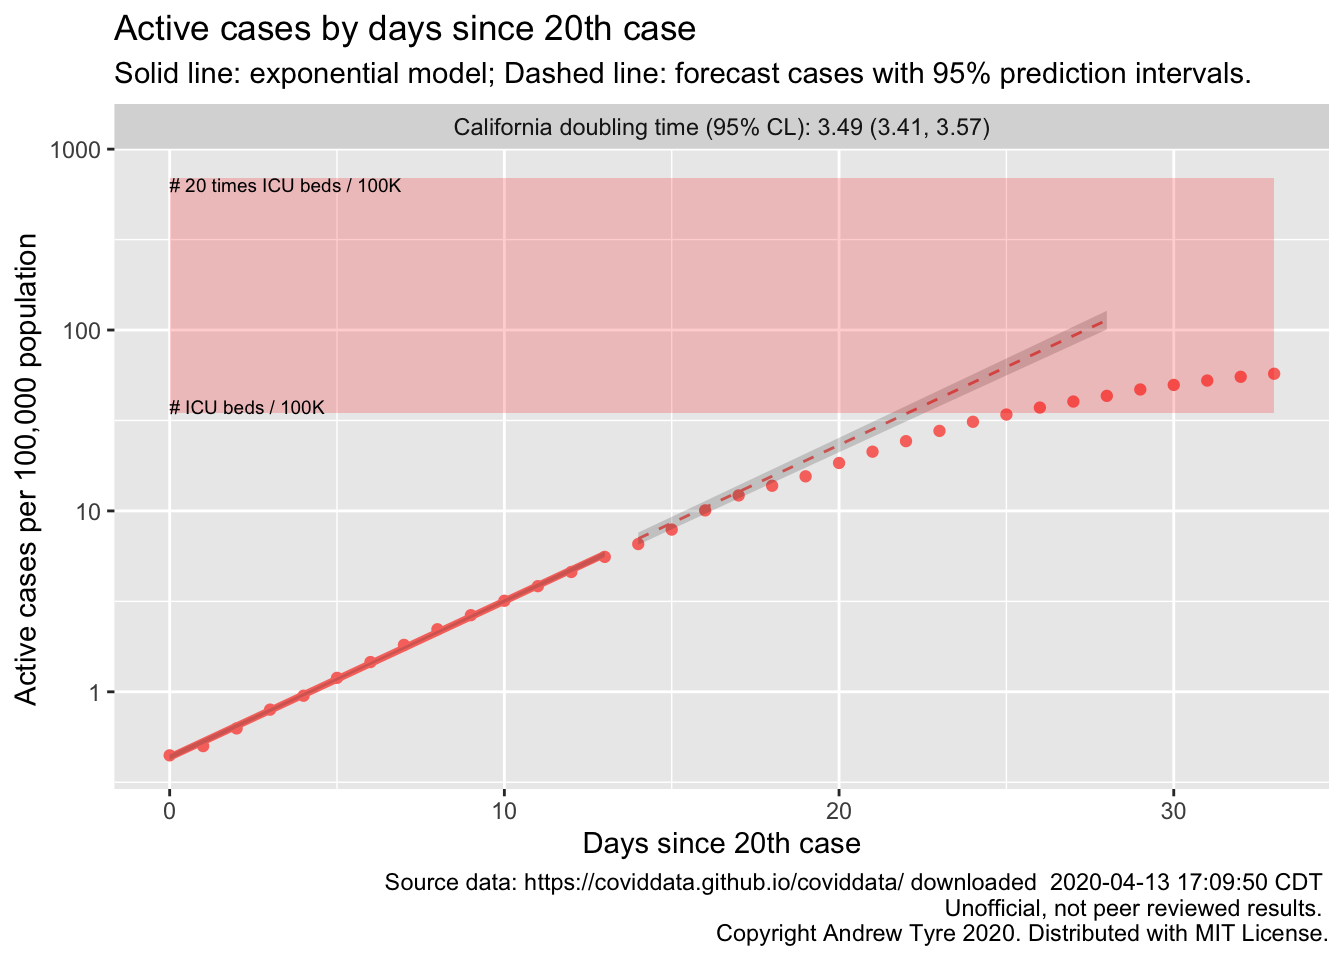 Active cases by days since 20th case
Solid line: exponential model; Dashed line: forecast cases with 95% prediction intervals.
California doubling time (95% CL): 3.49 (3.41, 3.57)
Active cases per 100,000 population
1000
100
10
1
# 20 times ICU beds / 100K
# ICU beds / 100K
0
10
20
30
Days since 20th case
Source data: https://coviddata.github.io/coviddata/ downloaded  2020-04-13 17:09:50 CDT
Unofficial, not peer reviewed results.
Copyright Andrew Tyre 2020. Distributed with MIT License.